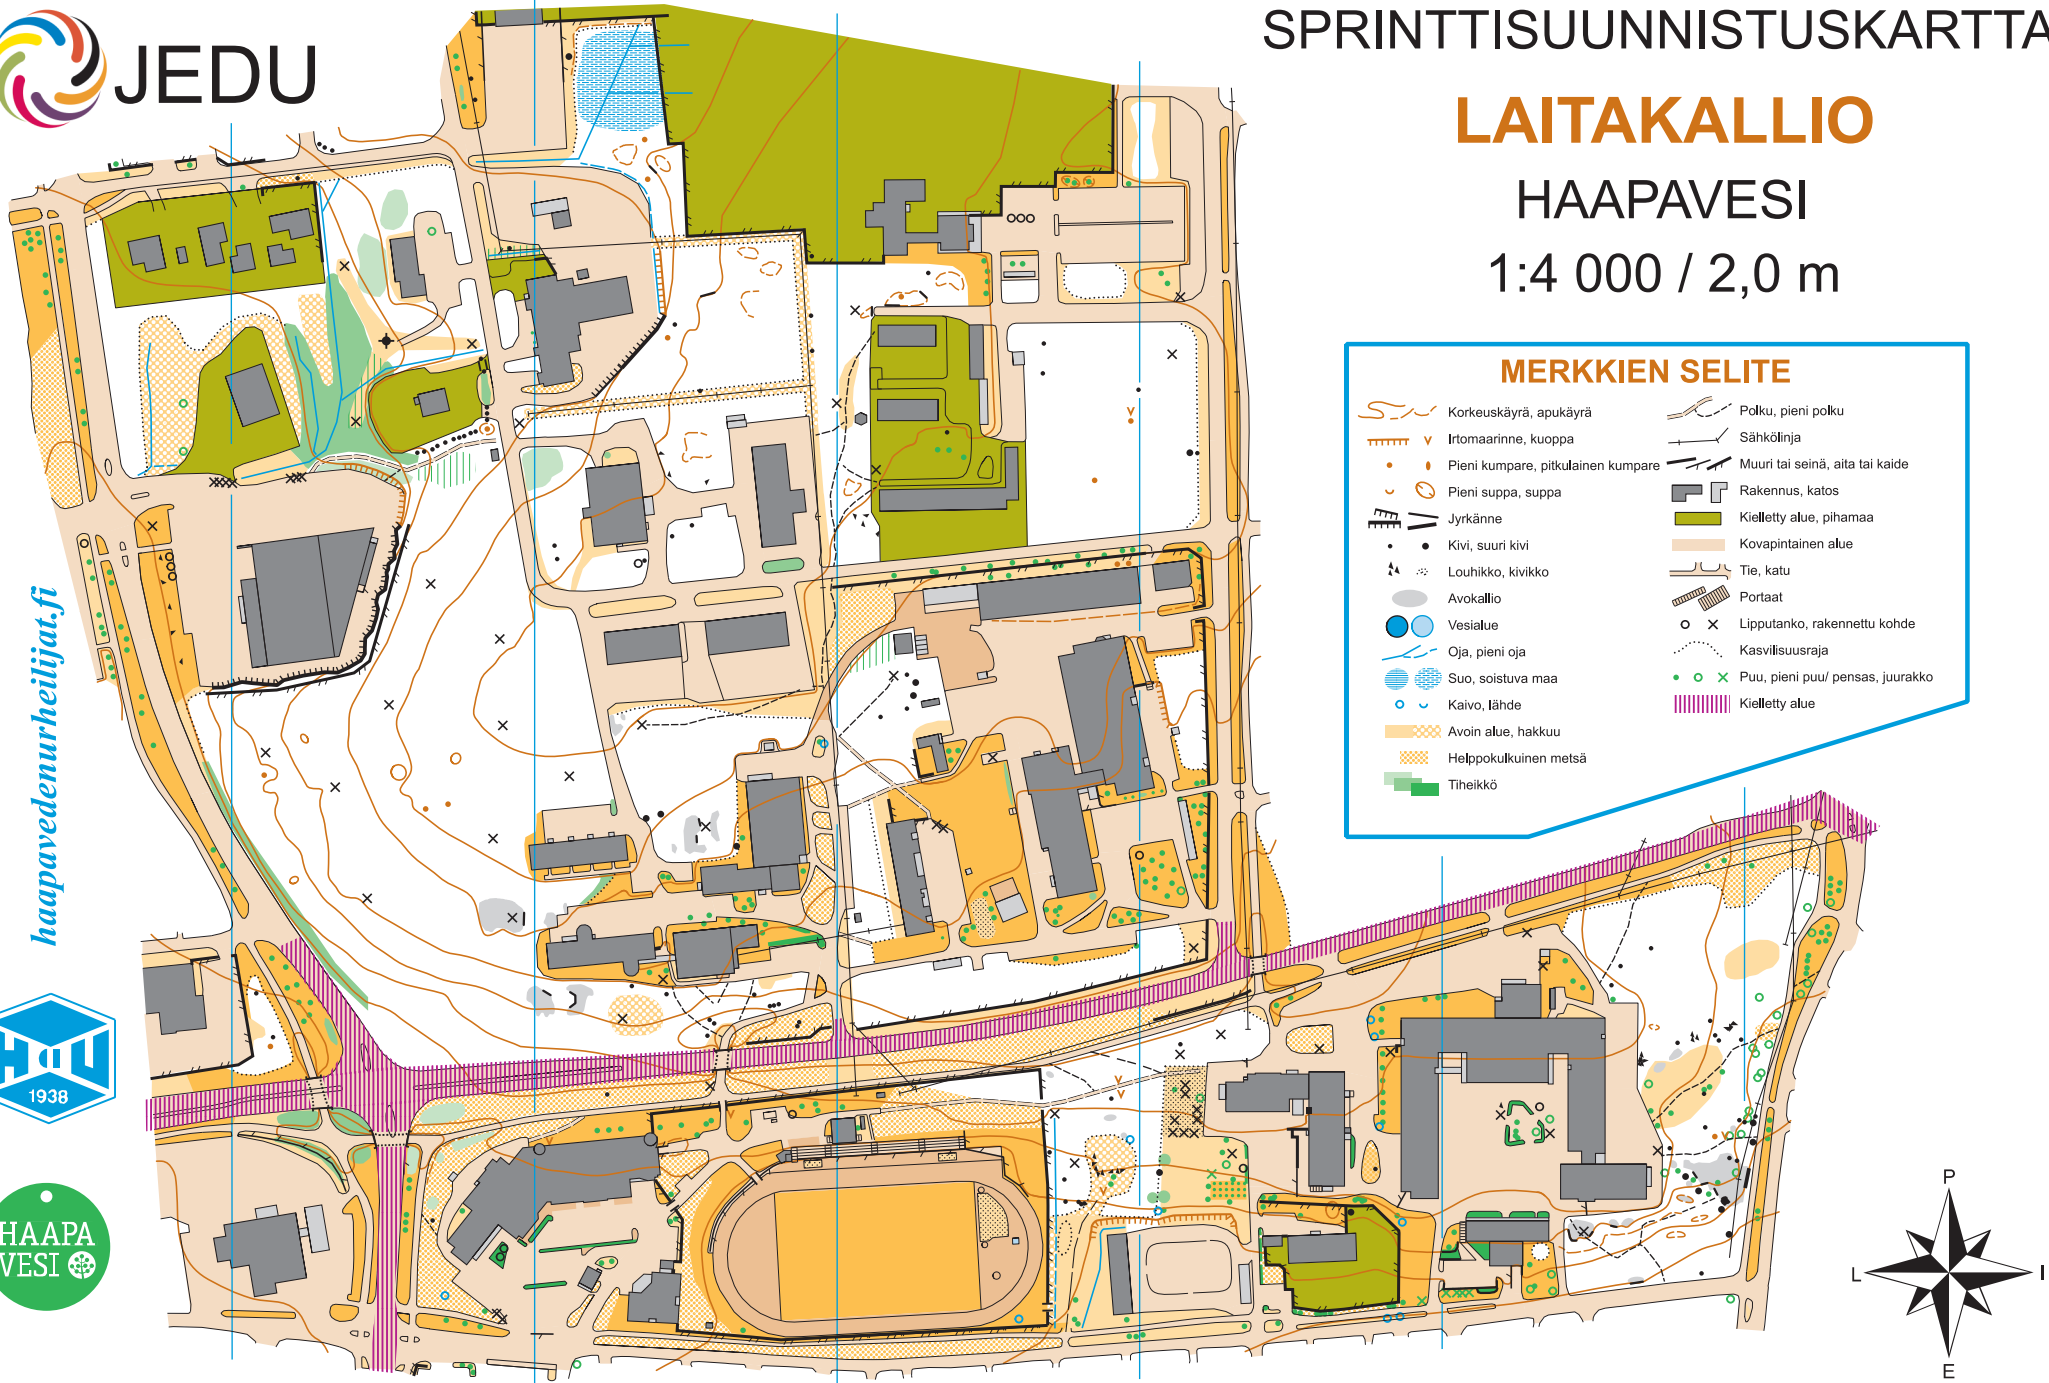 JEDU
SPRINTTISUUNNISTUSKARTTA
LAITAKALLIO
HAAPAVESI
1:4 000 / 2,0 m
MERKKIEN SELITE
Korkeuskäyrä, apukäyrä
Irtomaarinne, kuoppa
Pieni kumpare, pitkulainen kumpare
Pieni suppa, suppa
Jyrkänne
Kivi, suuri kivi
Louhikko, kivikko
Avokallio
Vesialue
Oja, pieni oja
Suo, soistuva maa
Kaivo, lähde
Avoin alue, hakkuu
Helppokulkuinen metsä
Tiheikkö
Polku, pieni polku
Sähkölinja
Muuri tai seinä, aita tai kaide
Rakennus, katos
Kielletty alue, pihamaa
Kovapintainen alue
Tie, katu
Portaat
Lipputanko, rakennettu kohde
Kasvillisuusraja
Puu, pieni puu/ pensas, juurakko
Kielletty alue
haapavedenurheilijat.fi
HU
1938
HAAPA
VESI
P
L
I
E